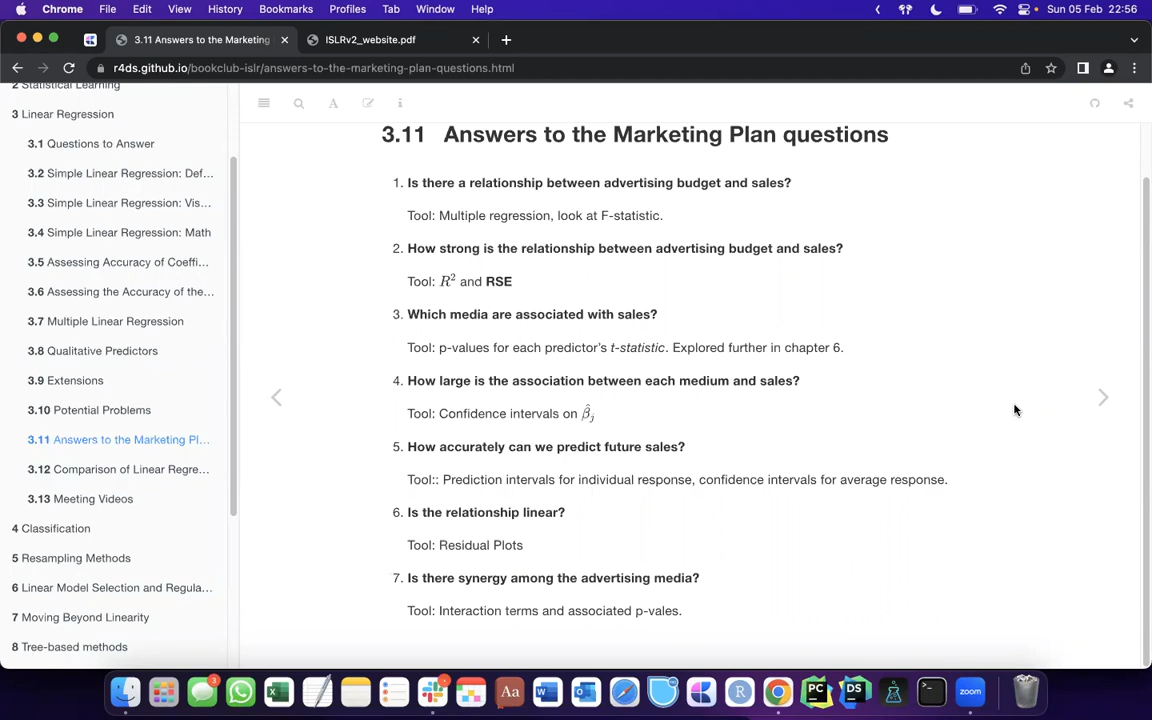 Chrome File Edit View History Bookmarks Profiles Tab Window Help Sun 05 Feb 22:56
3.11 Answers to the Marketing ISLRv2_website.pdf
r4ds.github.io/bookclub-islr/answers-to-the-marketing-plan-questions.html
2 Statistical Learning
3 Linear Regression
3.1 Questions to Answer
3.2 Simple Linear Regression: Def...
3.3 Simple Linear Regression: Vis...
3.4 Simple Linear Regression: Math
3.5 Assessing Accuracy of Coeffi...
3.6 Assessing the Accuracy of the...
3.7 Multiple Linear Regression
3.8 Qualitative Predictors
3.9 Extensions
3.10 Potential Problems
3.11 Answers to the Marketing Pl...
3.12 Comparison of Linear Regre...
3.13 Meeting Videos
4 Classification
5 Resampling Methods
6 Linear Model Selection and Regula...
7 Moving Beyond Linearity
8 Tree-based methods
3.11 Answers to the Marketing Plan questions
1. Is there a relationship between advertising budget and sales?
Tool: Multiple regression, look at F-statistic.
2. How strong is the relationship between advertising budget and sales?
Tool: R² and RSE
3. Which media are associated with sales?
Tool: p-values for each predictor's t-statistic. Explored further in chapter 6.
4. How large is the association between each medium and sales?
Tool: Confidence intervals on β̂j
5. How accurately can we predict future sales?
Tool:: Prediction intervals for individual response, confidence intervals for average response.
6. Is the relationship linear?
Tool: Residual Plots
7. Is there synergy among the advertising media?
Tool: Interaction terms and associated p-vales.
3
Aa
W
R
PC
DS
zoom